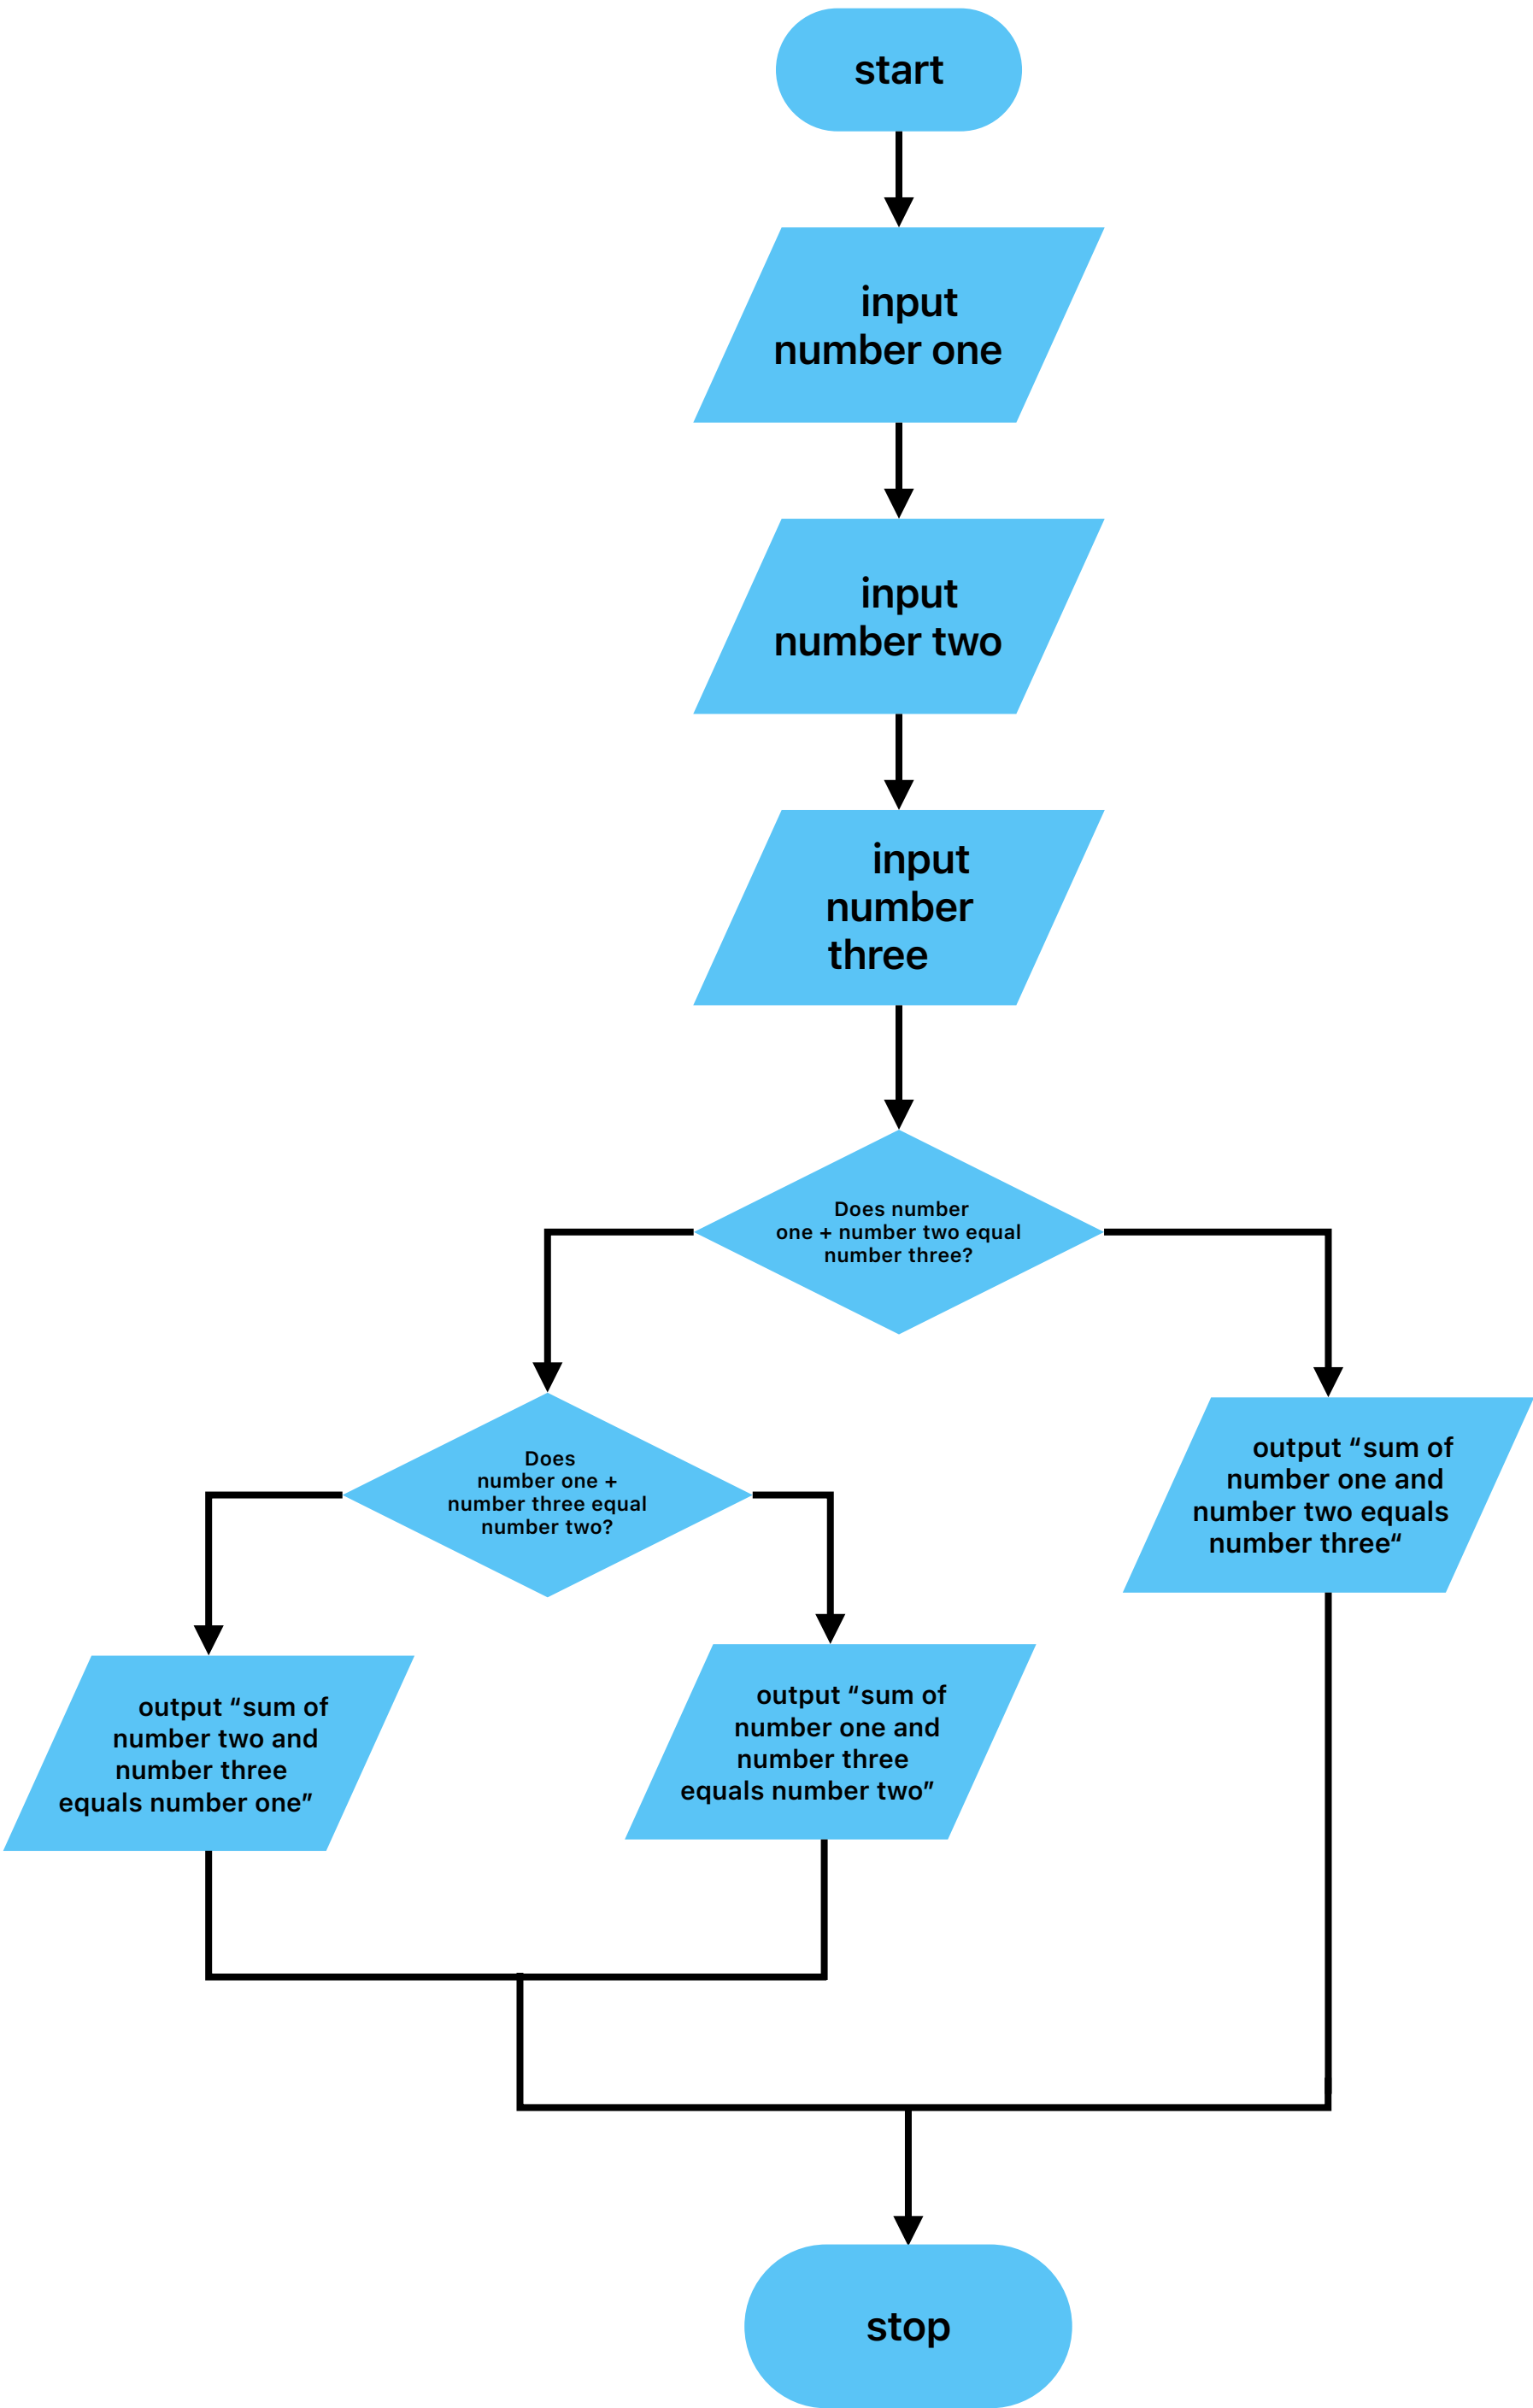 start
input
number one
input
number two
input
number
three
Does number
one + number two equal
number three?
Does
number one +
number three equal
number two?
output “sum of
number one and
number two equals
number three“
output “sum of
number two and
number three
equals number one”
output “sum of
number one and
number three
equals number two”
stop